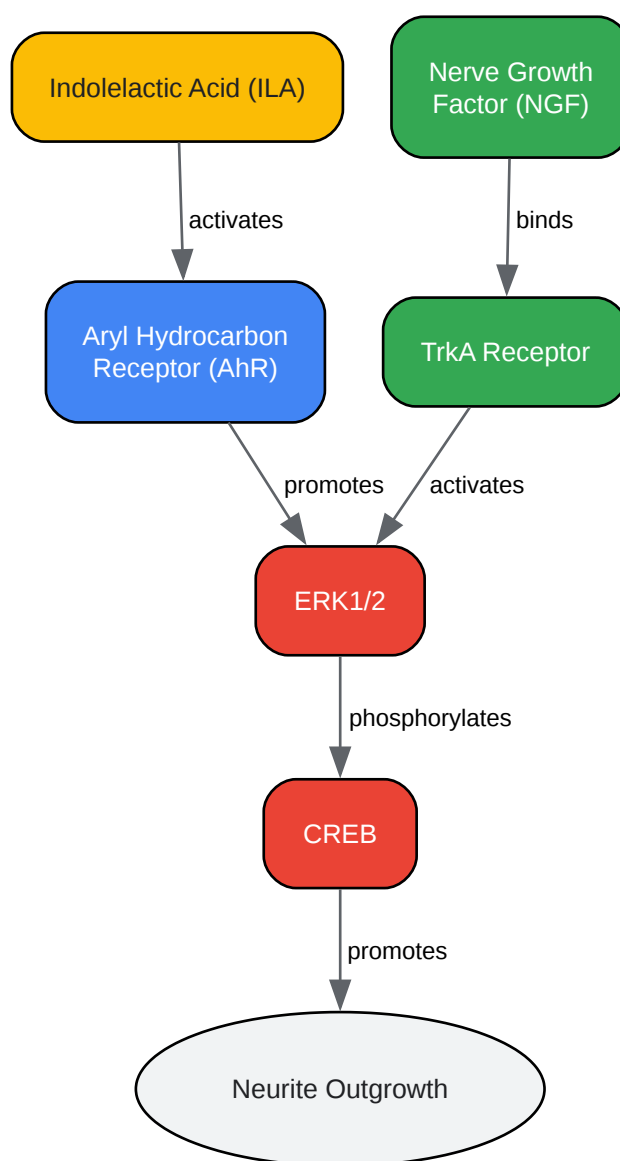 Indolelactic Acid (ILA)
Nerve Growth
Factor (NGF)
activates
binds
Aryl Hydrocarbon
Receptor (AhR)
TrkA Receptor
promotes
activates
ERK1/2
phosphorylates
CREB
promotes
Neurite Outgrowth